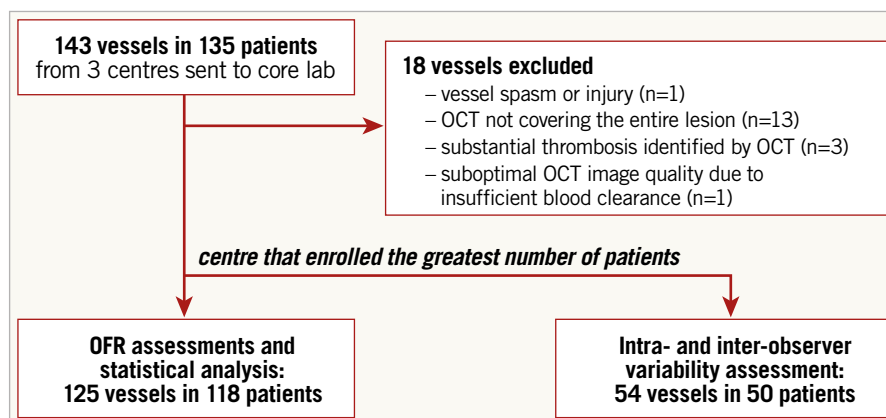 143 vessels in 135 patients
from 3 centres sent to core lab
18 vessels excluded
– vessel spasm or injury (n=1)
– OCT not covering the entire lesion (n=13)
– substantial thrombosis identified by OCT (n=3)
– suboptimal OCT image quality due to
insufficient blood clearance (n=1)
centre that enrolled the greatest number of patients
OFR assessments and
statistical analysis:
125 vessels in 118 patients
Intra- and inter-observer
variability assessment:
54 vessels in 50 patients